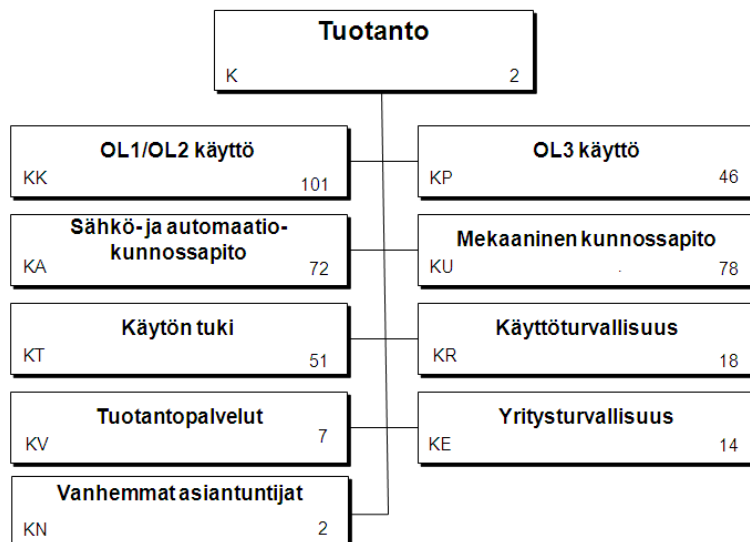 Tuotanto
K 2
OL1/OL2 käyttö
KK 101
OL3 käyttö
KP 46
Sähkö- ja automaatio-
kunnossapito
KA 72
Mekaaninen kunnossapito
KU . 78
Käytön tuki
KT 51
Käyttöturvallisuus
KR 18
Tuotantopalvelut
KV 7
Yritysturvallisuus
KE 14
Vanhemmat asiantuntijat
KN 2